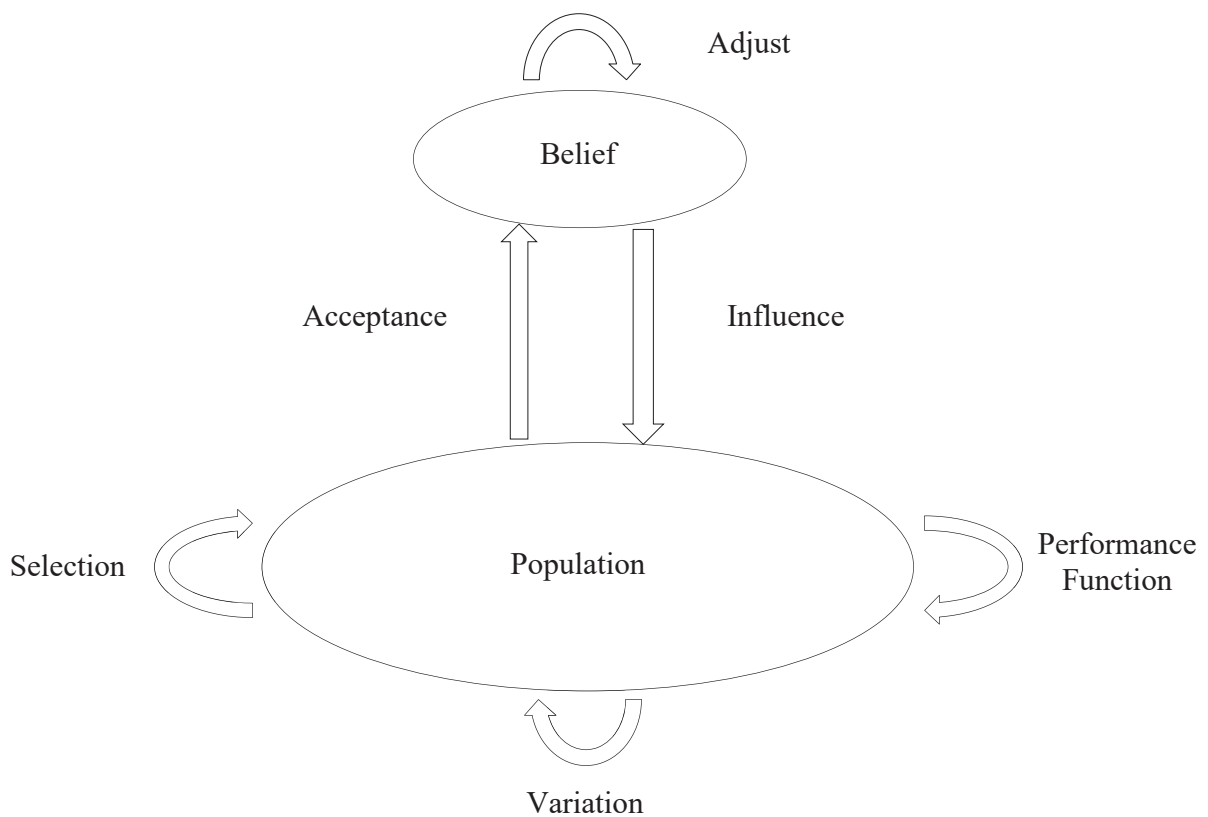 Adjust
Belief
Acceptance
Influence
Selection
Population
Performance
Function
Variation